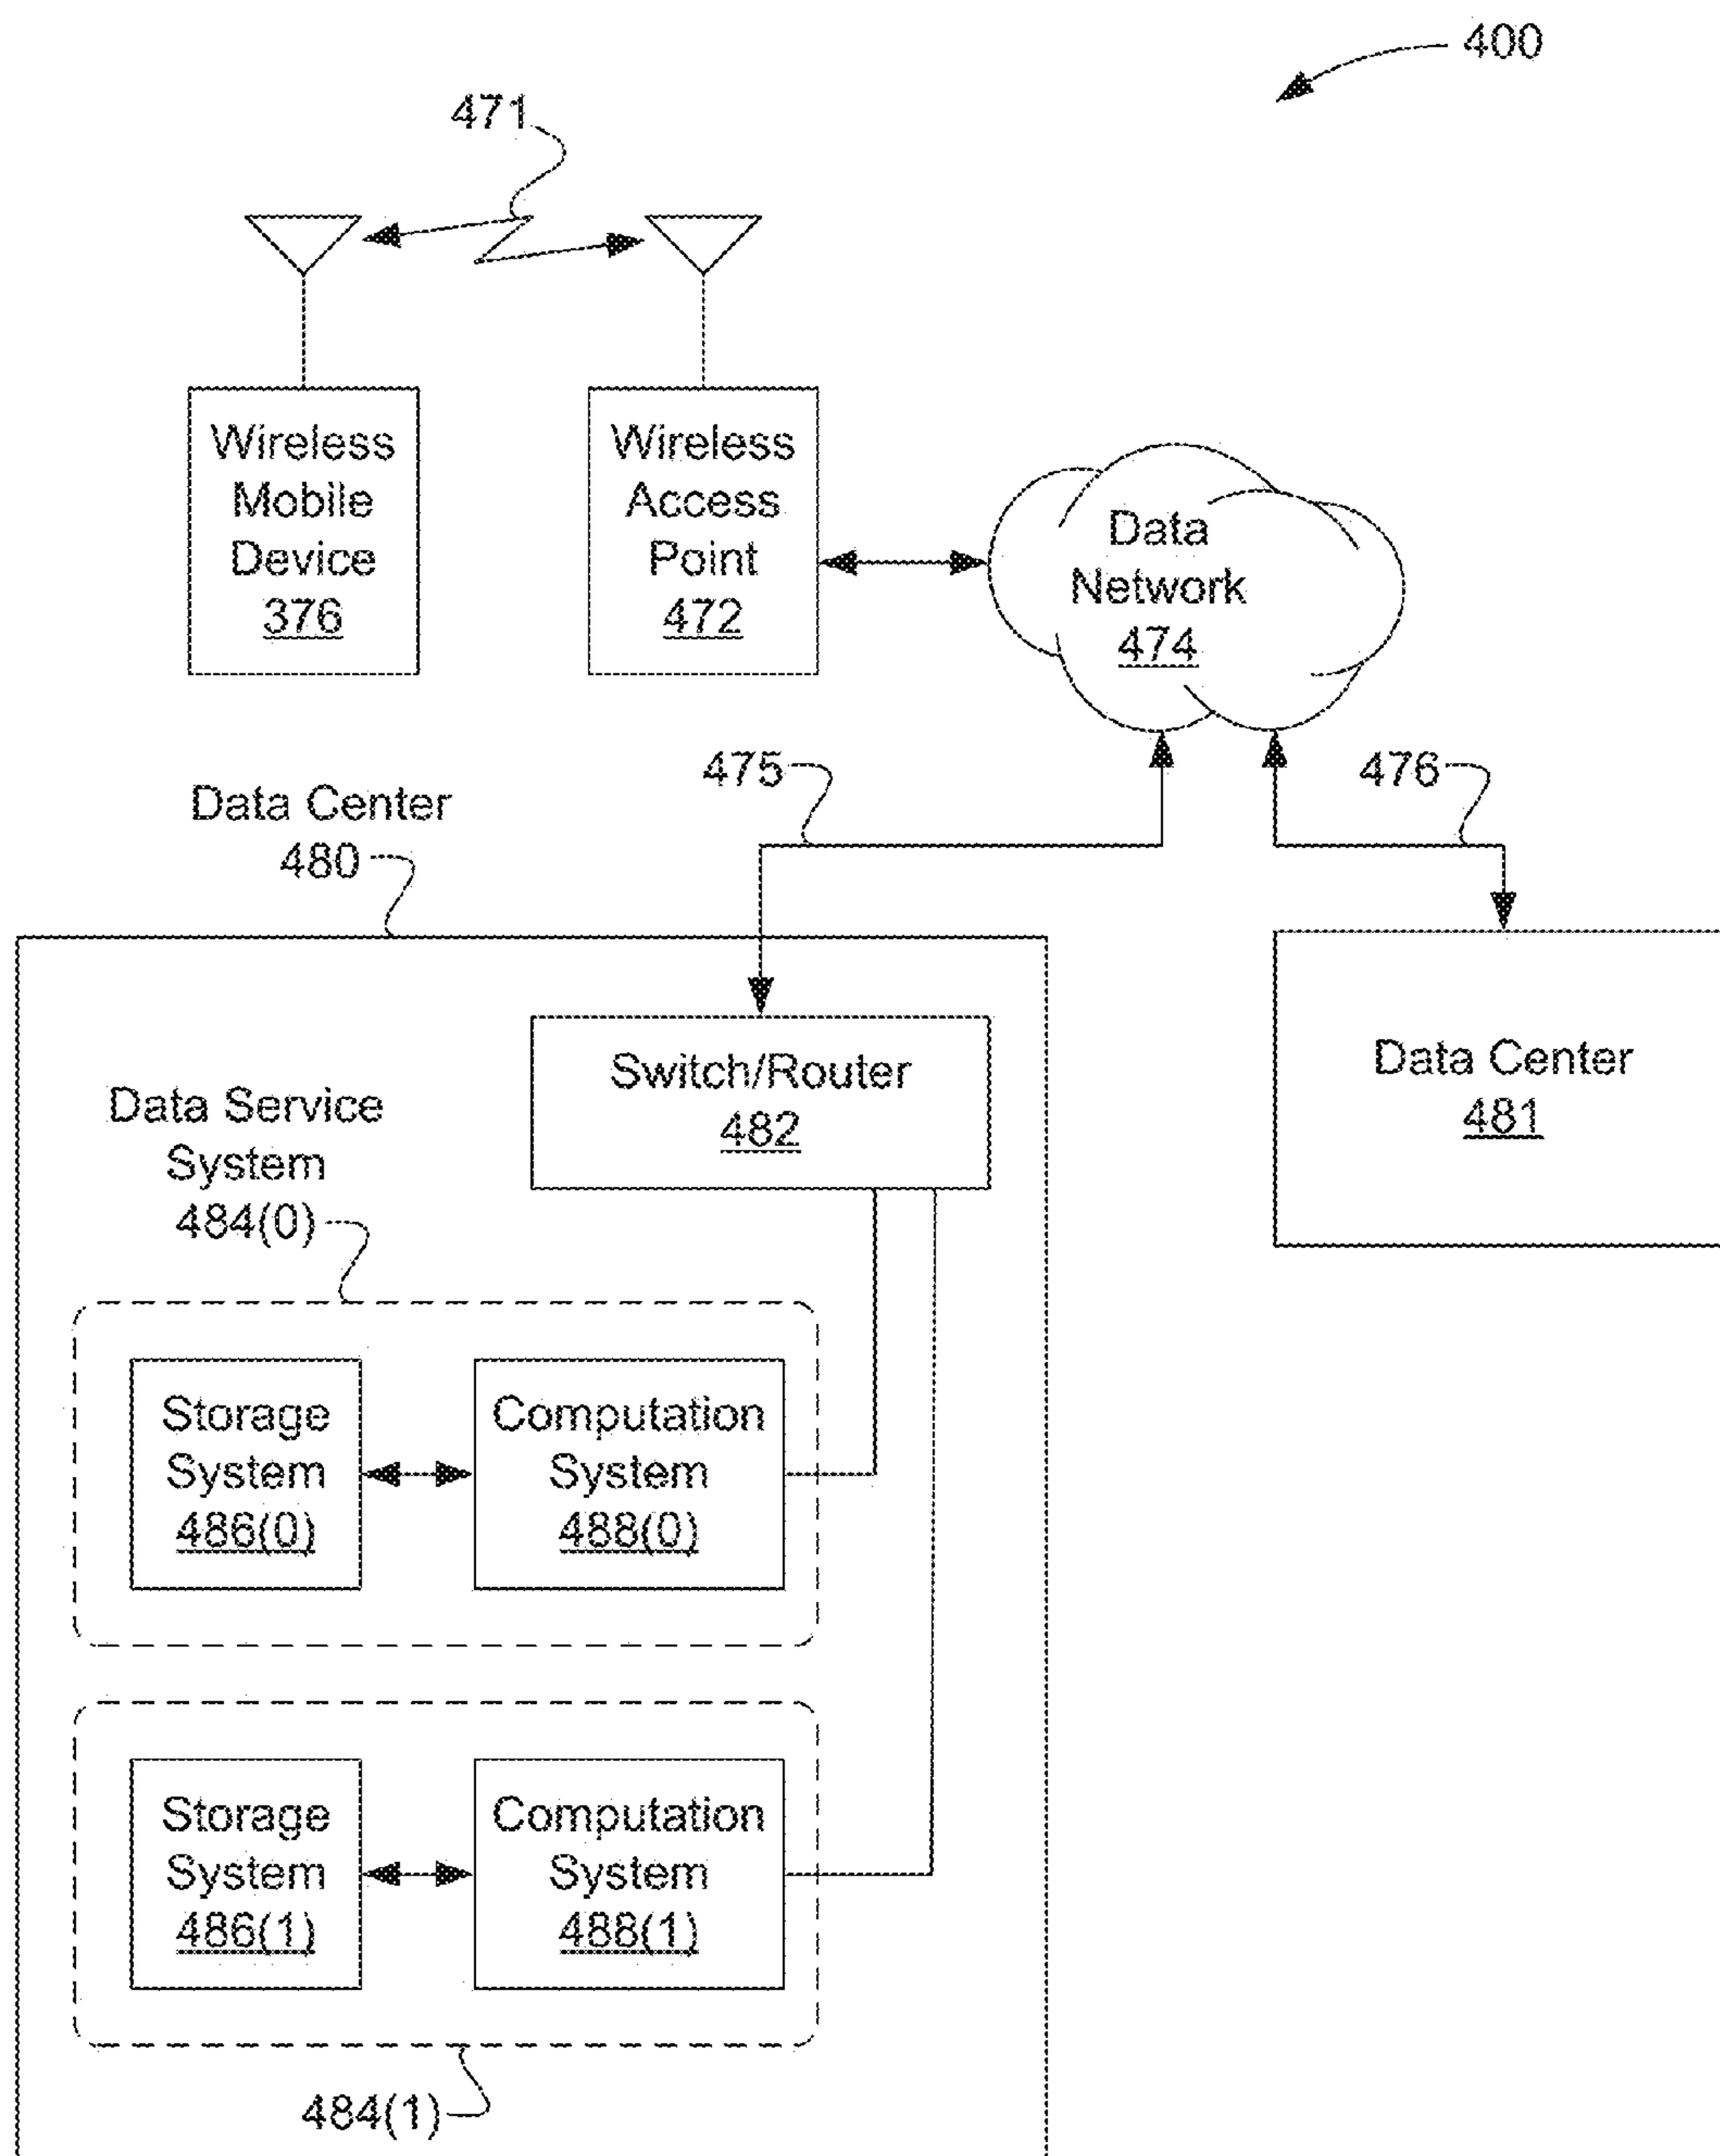 400
471
Wireless
Mobile
Device
376
Wireless
Access
Point
472
Data
Network
474
475
476
Data Center
480
Switch/Router
482
Data Center
481
Data Service
System
484(0)
Storage
System
486(0)
Computation
System
488(0)
Storage
System
486(1)
Computation
System
488(1)
484(1)